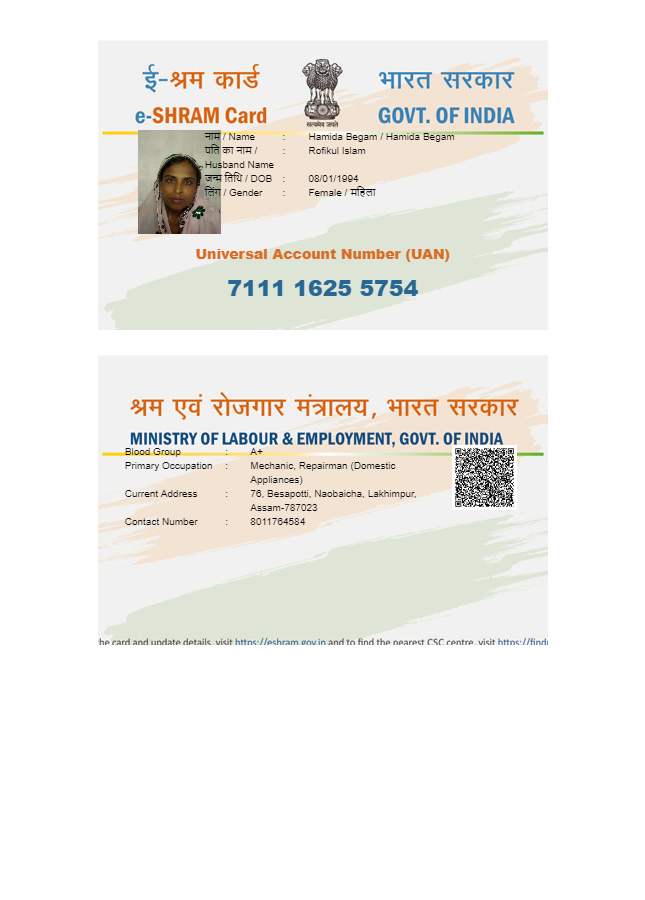 ई-श्रम कार्ड
भारत सरकार
e-SHRAM Card
GOVT. OF INDIA
सत्यमेव जयते
नाम / Name : Hamida Begam / Hamida Begam
पति का नाम / : Rofikul Islam
Husband Name
जन्म तिथि / DOB : 08/01/1994
लिंग / Gender : Female / महिला
Universal Account Number (UAN)
7111 1625 5754
श्रम एवं रोजगार मंत्रालय, भारत सरकार
MINISTRY OF LABOUR & EMPLOYMENT, GOVT. OF INDIA
Blood Group : A+
Primary Occupation : Mechanic, Repairman (Domestic
Appliances)
Current Address : 76, Besapotti, Naobaicha, Lakhimpur,
Assam-787023
Contact Number : 8011764584
the card and update details, visit https://eshram.gov.in and to find the nearest CSC centre, visit